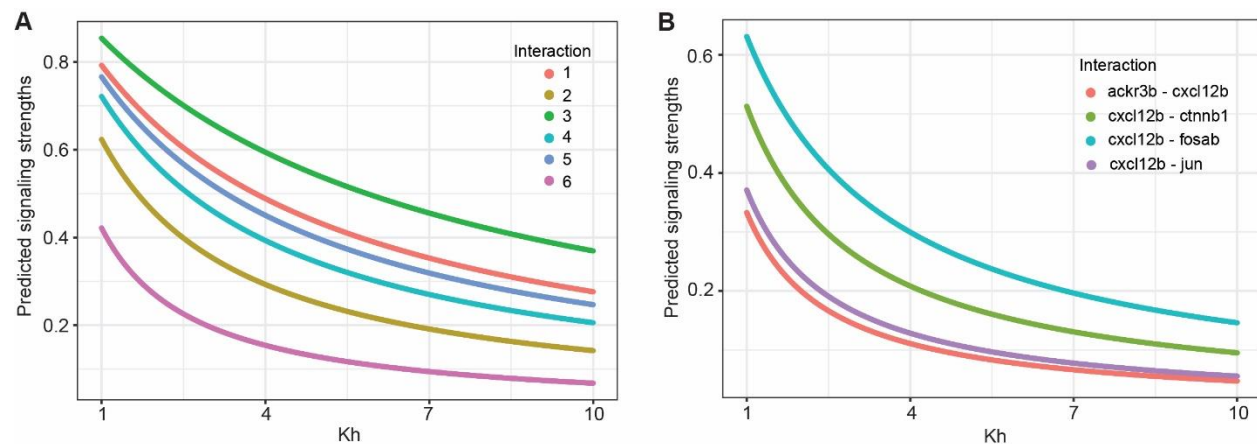 A
Predicted signaling strengths
0.8
0.6
0.4
0.2
1
4
7
10
Kh
Interaction
1
2
3
4
5
6
B
Predicted signaling strengths
0.6
0.4
0.2
1
4
7
10
Kh
Interaction
ackr3b - cxcl12b
cxcl12b - ctnnb1
cxcl12b - fosab
cxcl12b - jun